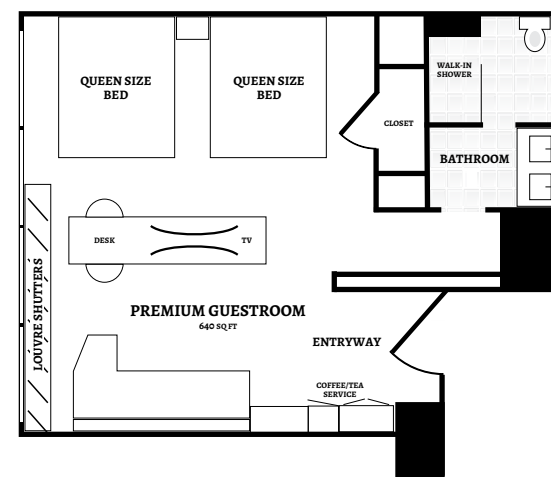 QUEEN SIZE
BED
QUEEN SIZE
BED
WALK-IN
SHOWER
CLOSET
BATHROOM
DESK
TV
LOUVRE SHUTTERS
PREMIUM GUESTROOM
640 SQ FT
ENTRYWAY
COFFEE/TEA
SERVICE